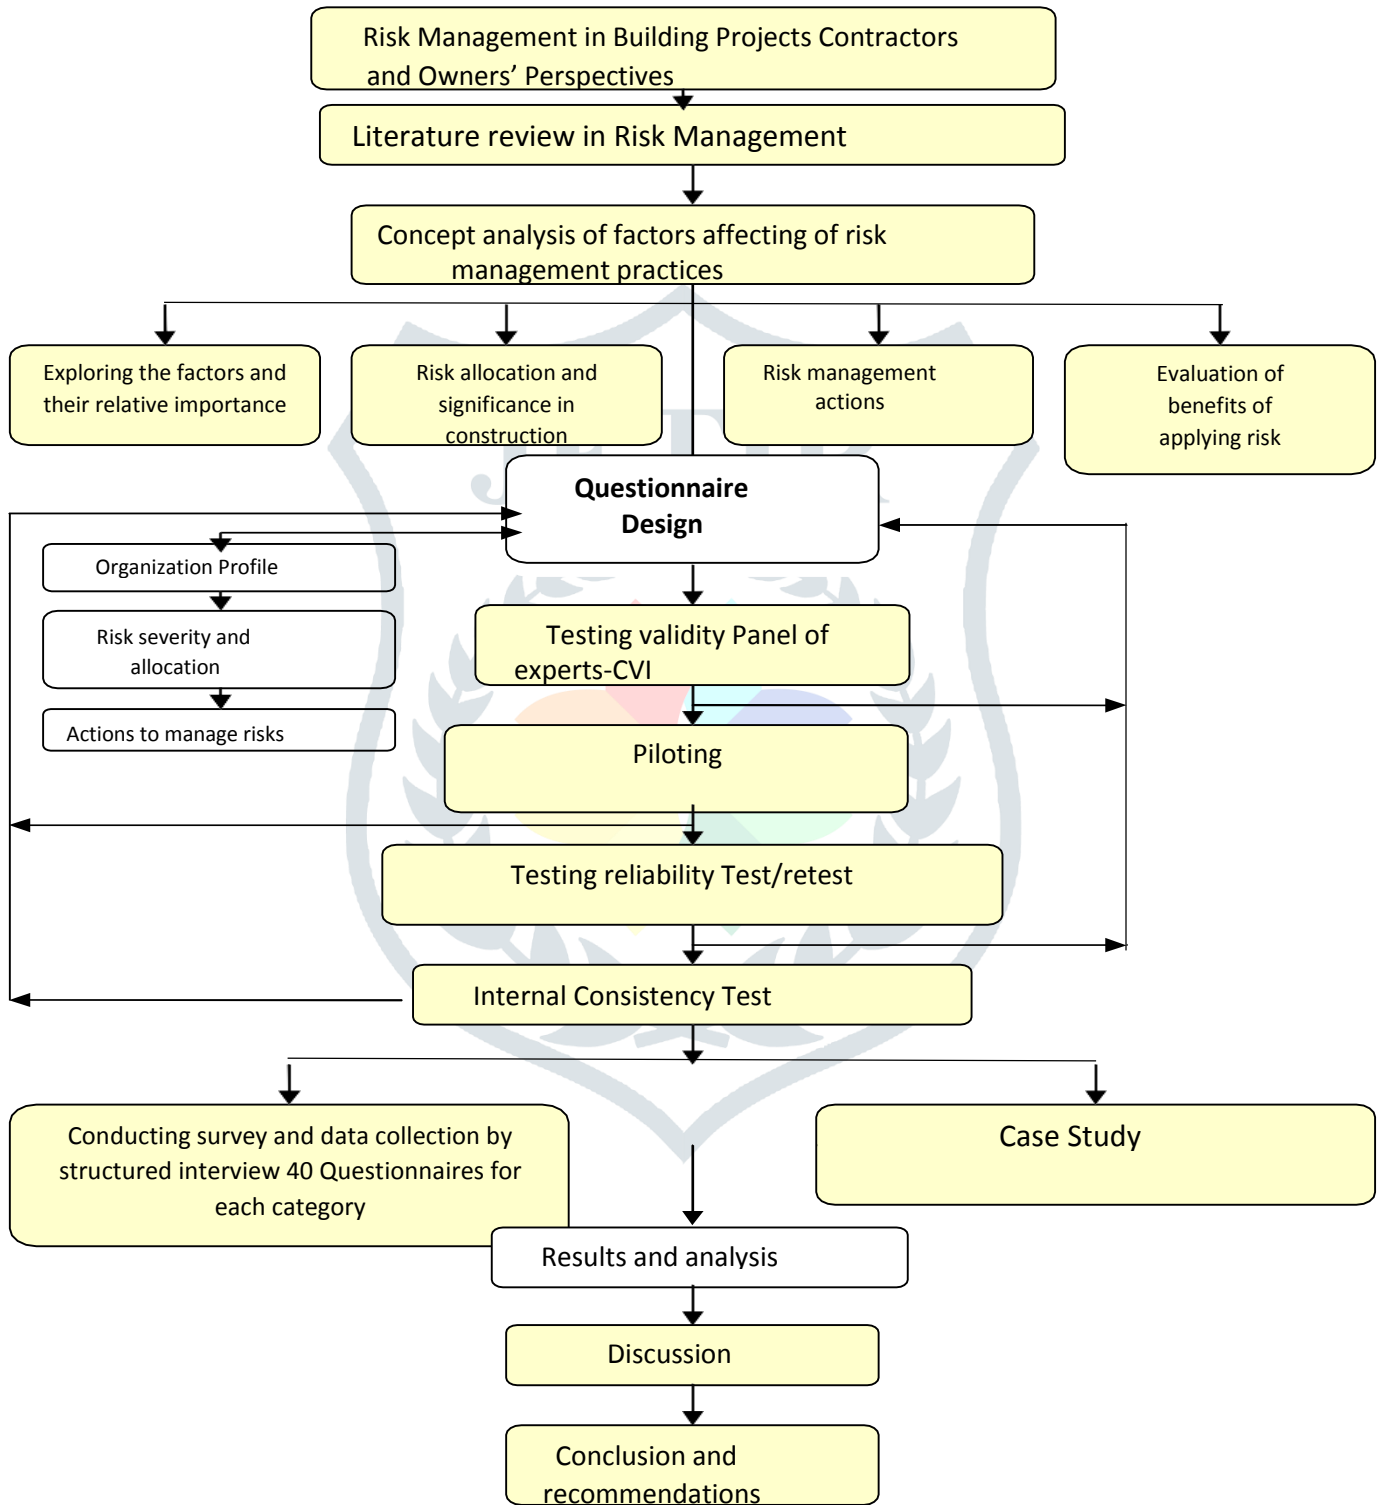 Risk Management in Building Projects Contractors
and Owners’ Perspectives
Literature review in Risk Management
Concept analysis of factors affecting of risk
management practices
Exploring the factors and
their relative importance
Risk allocation and
significance in
construction
Risk management
actions
Evaluation of
benefits of
applying risk
Questionnaire
Design
Organization Profile
Risk severity and
allocation
Actions to manage risks
Testing validity Panel of
experts-CVI
Piloting
Testing reliability Test/retest
Internal Consistency Test
Conducting survey and data collection by
structured interview 40 Questionnaires for
each category
Case Study
Results and analysis
Discussion
Conclusion and
recommendations